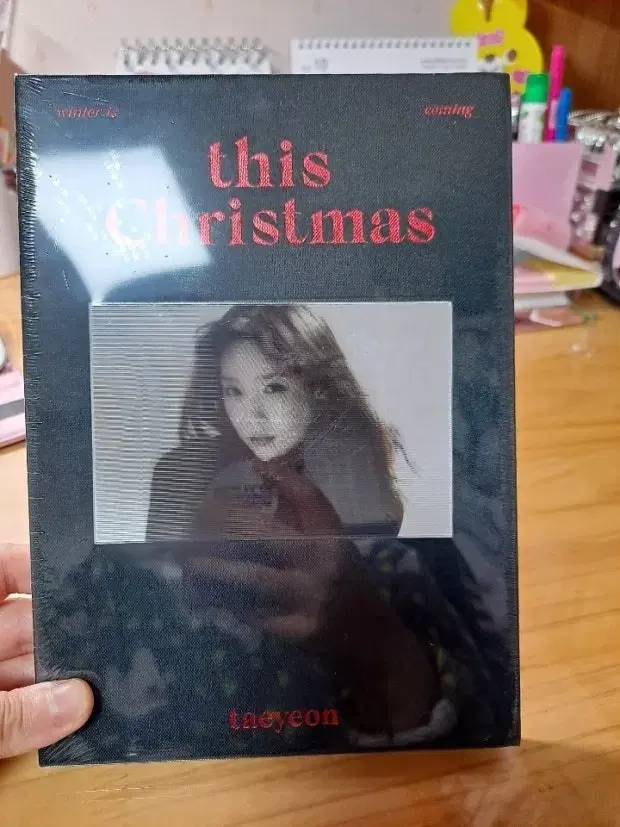 winter is coming
this
Christmas
taeyeon